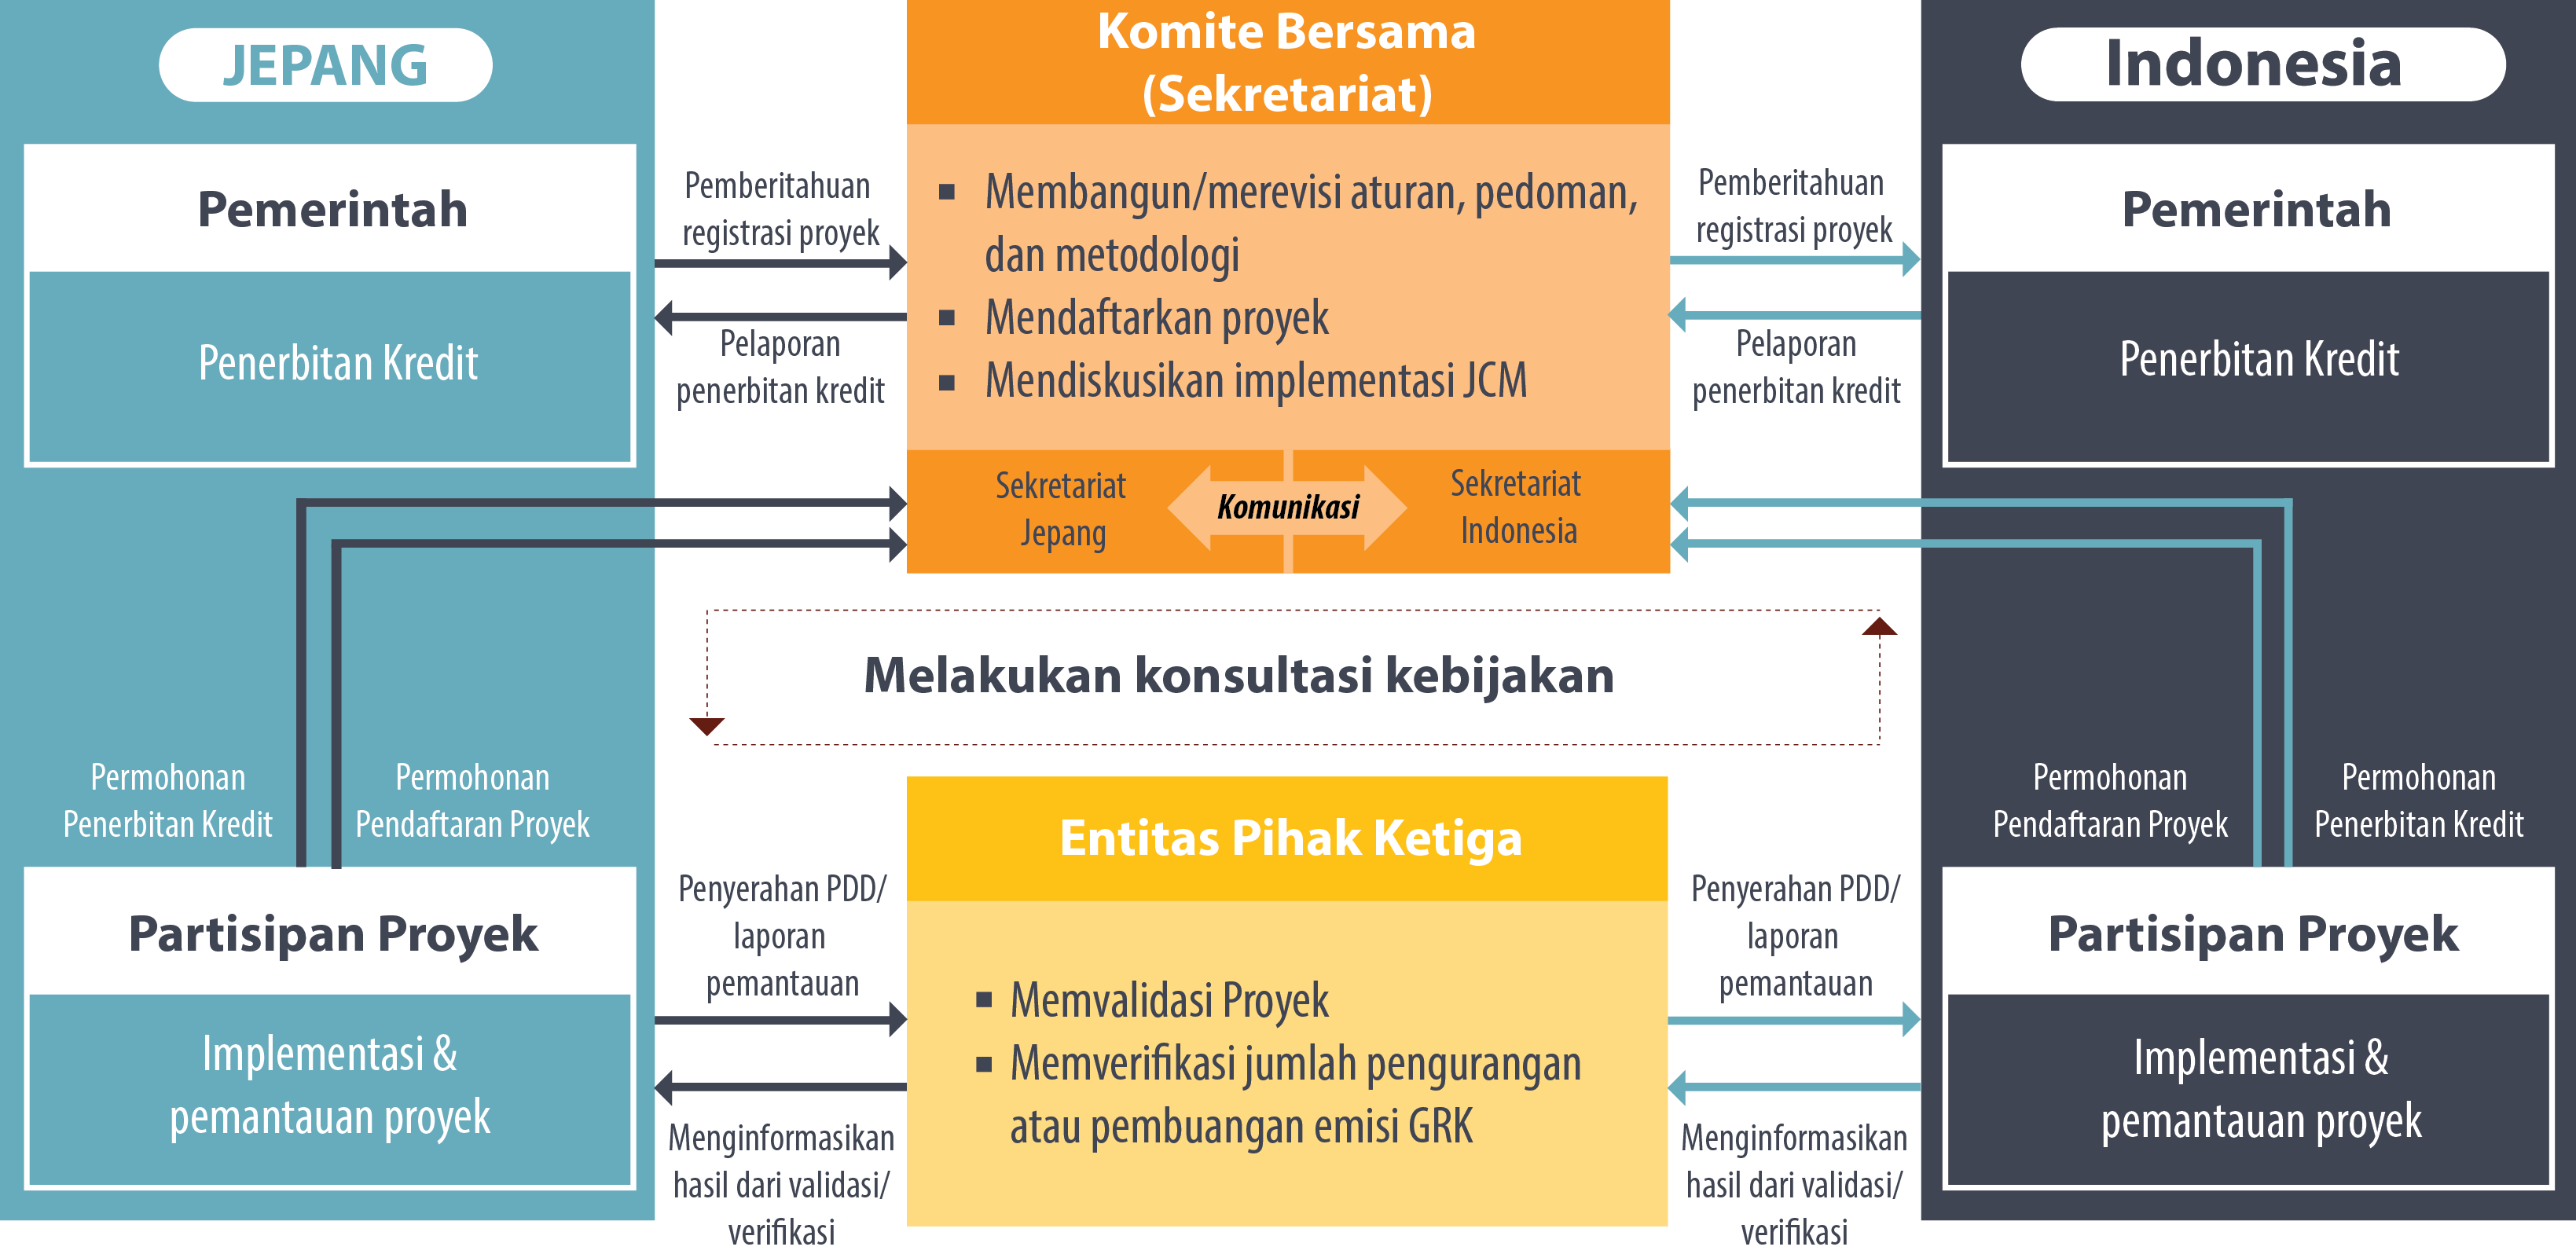 JEPANG
Pemerintah
Penerbitan Kredit
Pemberitahuan
registrasi proyek
Pelaporan
penerbitan kredit
Komite Bersama
(Sekretariat)
▪ Membangun/merevisi aturan, pedoman,
dan metodologi
▪ Mendaftarkan proyek
▪ Mendiskusikan implementasi JCM
Sekretariat
Jepang
Komunikasi
Sekretariat
Indonesia
Pemberitahuan
registrasi proyek
Pelaporan
penerbitan kredit
Indonesia
Pemerintah
Penerbitan Kredit
Melakukan konsultasi kebijakan
Permohonan
Penerbitan Kredit
Permohonan
Pendaftaran Proyek
Partisipan Proyek
Implementasi &
pemantauan proyek
Penyerahan PDD/
laporan
pemantauan
Menginformasikan
hasil dari validasi/
verifikasi
Entitas Pihak Ketiga
▪ Memvalidasi Proyek
▪ Memverifikasi jumlah pengurangan
atau pembuangan emisi GRK
Penyerahan PDD/
laporan
pemantauan
Menginformasikan
hasil dari validasi/
verifikasi
Permohonan
Pendaftaran Proyek
Permohonan
Penerbitan Kredit
Partisipan Proyek
Implementasi &
pemantauan proyek